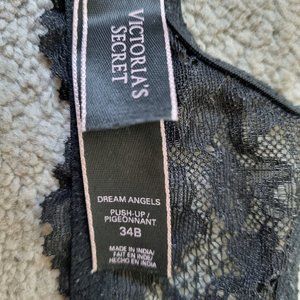 VICTORIA'S
SECRET
DREAM ANGELS
PUSH-UP /
PIGEONNANT
34B
MADE IN INDIA/
FAIT EN INDE/
HECHO EN INDIA